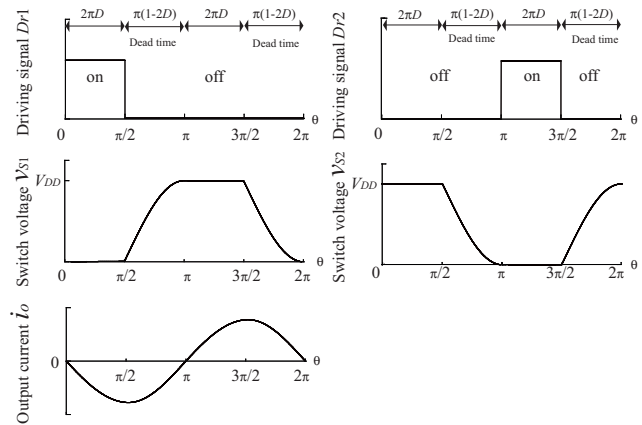 2πD π(1-2D) 2πD π(1-2D)
Dead time Dead time
Driving signal Dr1
on off
0 π/2 π 3π/2 2π θ
2πD π(1-2D) 2πD π(1-2D)
Dead time Dead time
Driving signal Dr2
off on off
0 π/2 π 3π/2 2π θ
Switch voltage VS1
VDD
0 π/2 π 3π/2 2π θ
Switch voltage VS2
VDD
0 π/2 π 3π/2 2π θ
Output current io
0 π/2 π 3π/2 2π θ